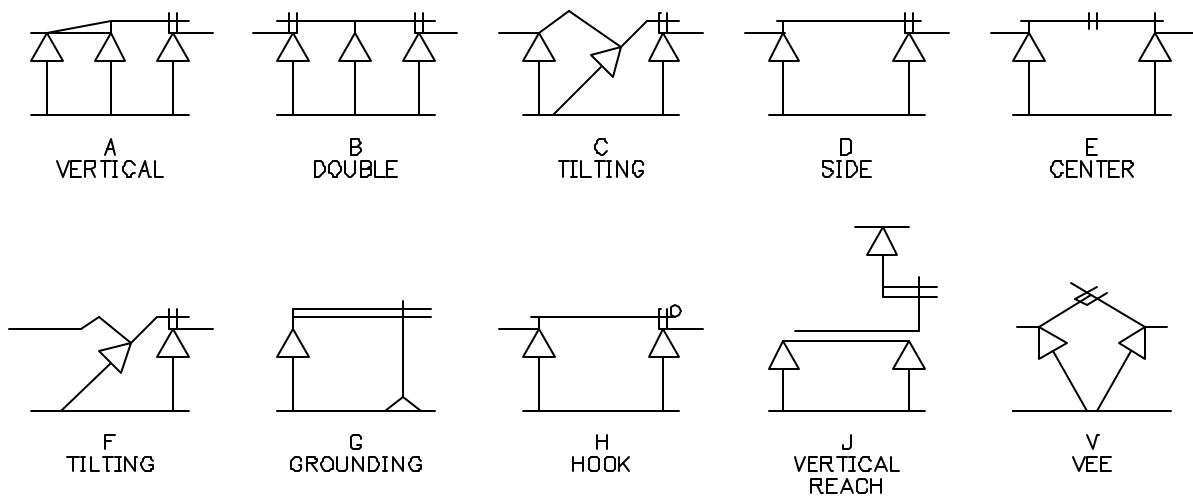 A
VERTICAL
B
DOUBLE
C
TILTING
D
SIDE
E
CENTER
F
TILTING
G
GROUNDING
H
HOOK
J
VERTICAL
REACH
V
VEE